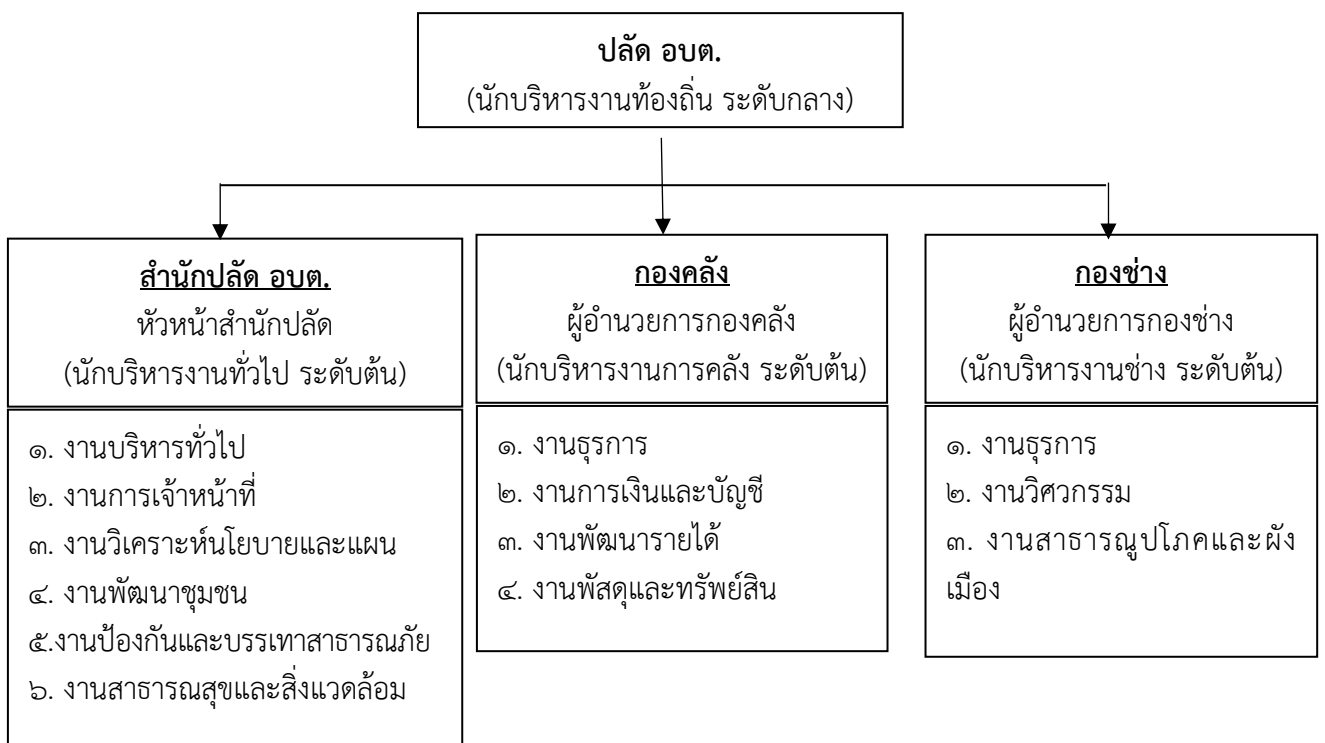 ปลัด อบต.
(นักบริหารงานท้องถิ่น ระดับกลาง)
สำนักปลัด อบต.
หัวหน้าสำนักปลัด
(นักบริหารงานทั่วไป ระดับต้น)
๑. งานบริหารทั่วไป
๒. งานการเจ้าหน้าที่
๓. งานวิเคราะห์นโยบายและแผน
๔. งานพัฒนาชุมชน
๕.งานป้องกันและบรรเทาสาธารณภัย
๖. งานสาธารณสุขและสิ่งแวดล้อม
กองคลัง
ผู้อำนวยการกองคลัง
(นักบริหารงานการคลัง ระดับต้น)
๑. งานธุรการ
๒. งานการเงินและบัญชี
๓. งานพัฒนารายได้
๔. งานพัสดุและทรัพย์สิน
กองช่าง
ผู้อำนวยการกองช่าง
(นักบริหารงานช่าง ระดับต้น)
๑. งานธุรการ
๒. งานวิศวกรรม
๓. งานสาธารณูปโภคและผัง
เมือง